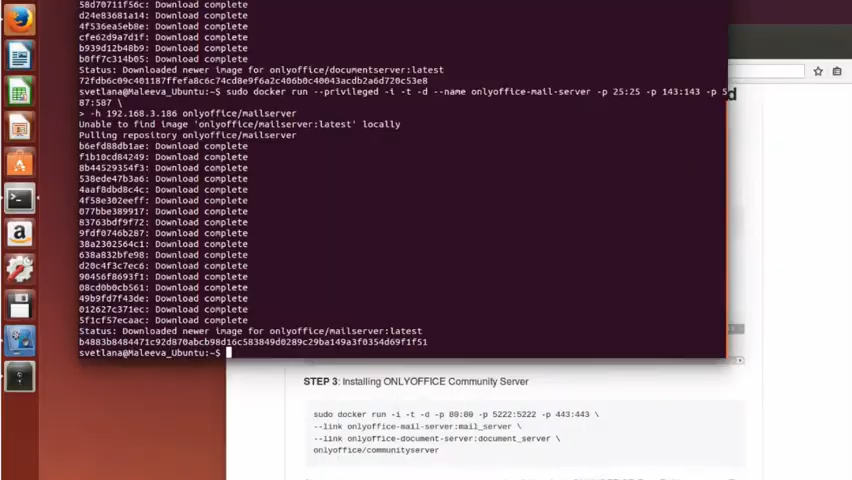 58d70711f56c: Download complete
d24e83681a14: Download complete
4f536ea5eb8e: Download complete
cfe62d9a7d1f: Download complete
b939d12b48b9: Download complete
b0ff7c314b05: Download complete
Status: Downloaded newer image for onlyoffice/documentserver:latest
72fdb6c09c401187ffefa8c6c74cd8e9f6a2c406b0c40043acdb2a6d720c53e8
svetlana@Maleeva_Ubuntu:~$ sudo docker run --privileged -i -t -d --name onlyoffice-mail-server -p 25:25 -p 143:143 -p 5
87:587 \
> -h 192.168.3.186 onlyoffice/mailserver
Unable to find image 'onlyoffice/mailserver:latest' locally
Pulling repository onlyoffice/mailserver
b6efd88db1ae: Download complete
f1b10cd84249: Download complete
8b44529354f3: Download complete
538ede47b3a6: Download complete
4aaf8dbd8c4c: Download complete
4f58e302eeff: Download complete
077bbe389917: Download complete
83763bdf9f72: Download complete
9fdf0746b287: Download complete
38a2302564c1: Download complete
638a832bfe98: Download complete
d20c4f3c7ec6: Download complete
90456f8693f1: Download complete
08cd0b0cb561: Download complete
49b9fd7f43de: Download complete
012627c371ec: Download complete
5f1cf57ecaac: Download complete
Status: Downloaded newer image for onlyoffice/mailserver:latest
b4883b8484471c92d870abcb98d16c583849d0289c29ba149a3f0354d69f1f51
svetlana@Maleeva_Ubuntu:~$
STEP 3: Installing ONLYOFFICE Community Server
sudo docker run -i -t -d -p 80:80 -p 5222:5222 -p 443:443 \
--link onlyoffice-mail-server:mail_server \
--link onlyoffice-document-server:document_server \
onlyoffice/communityserver